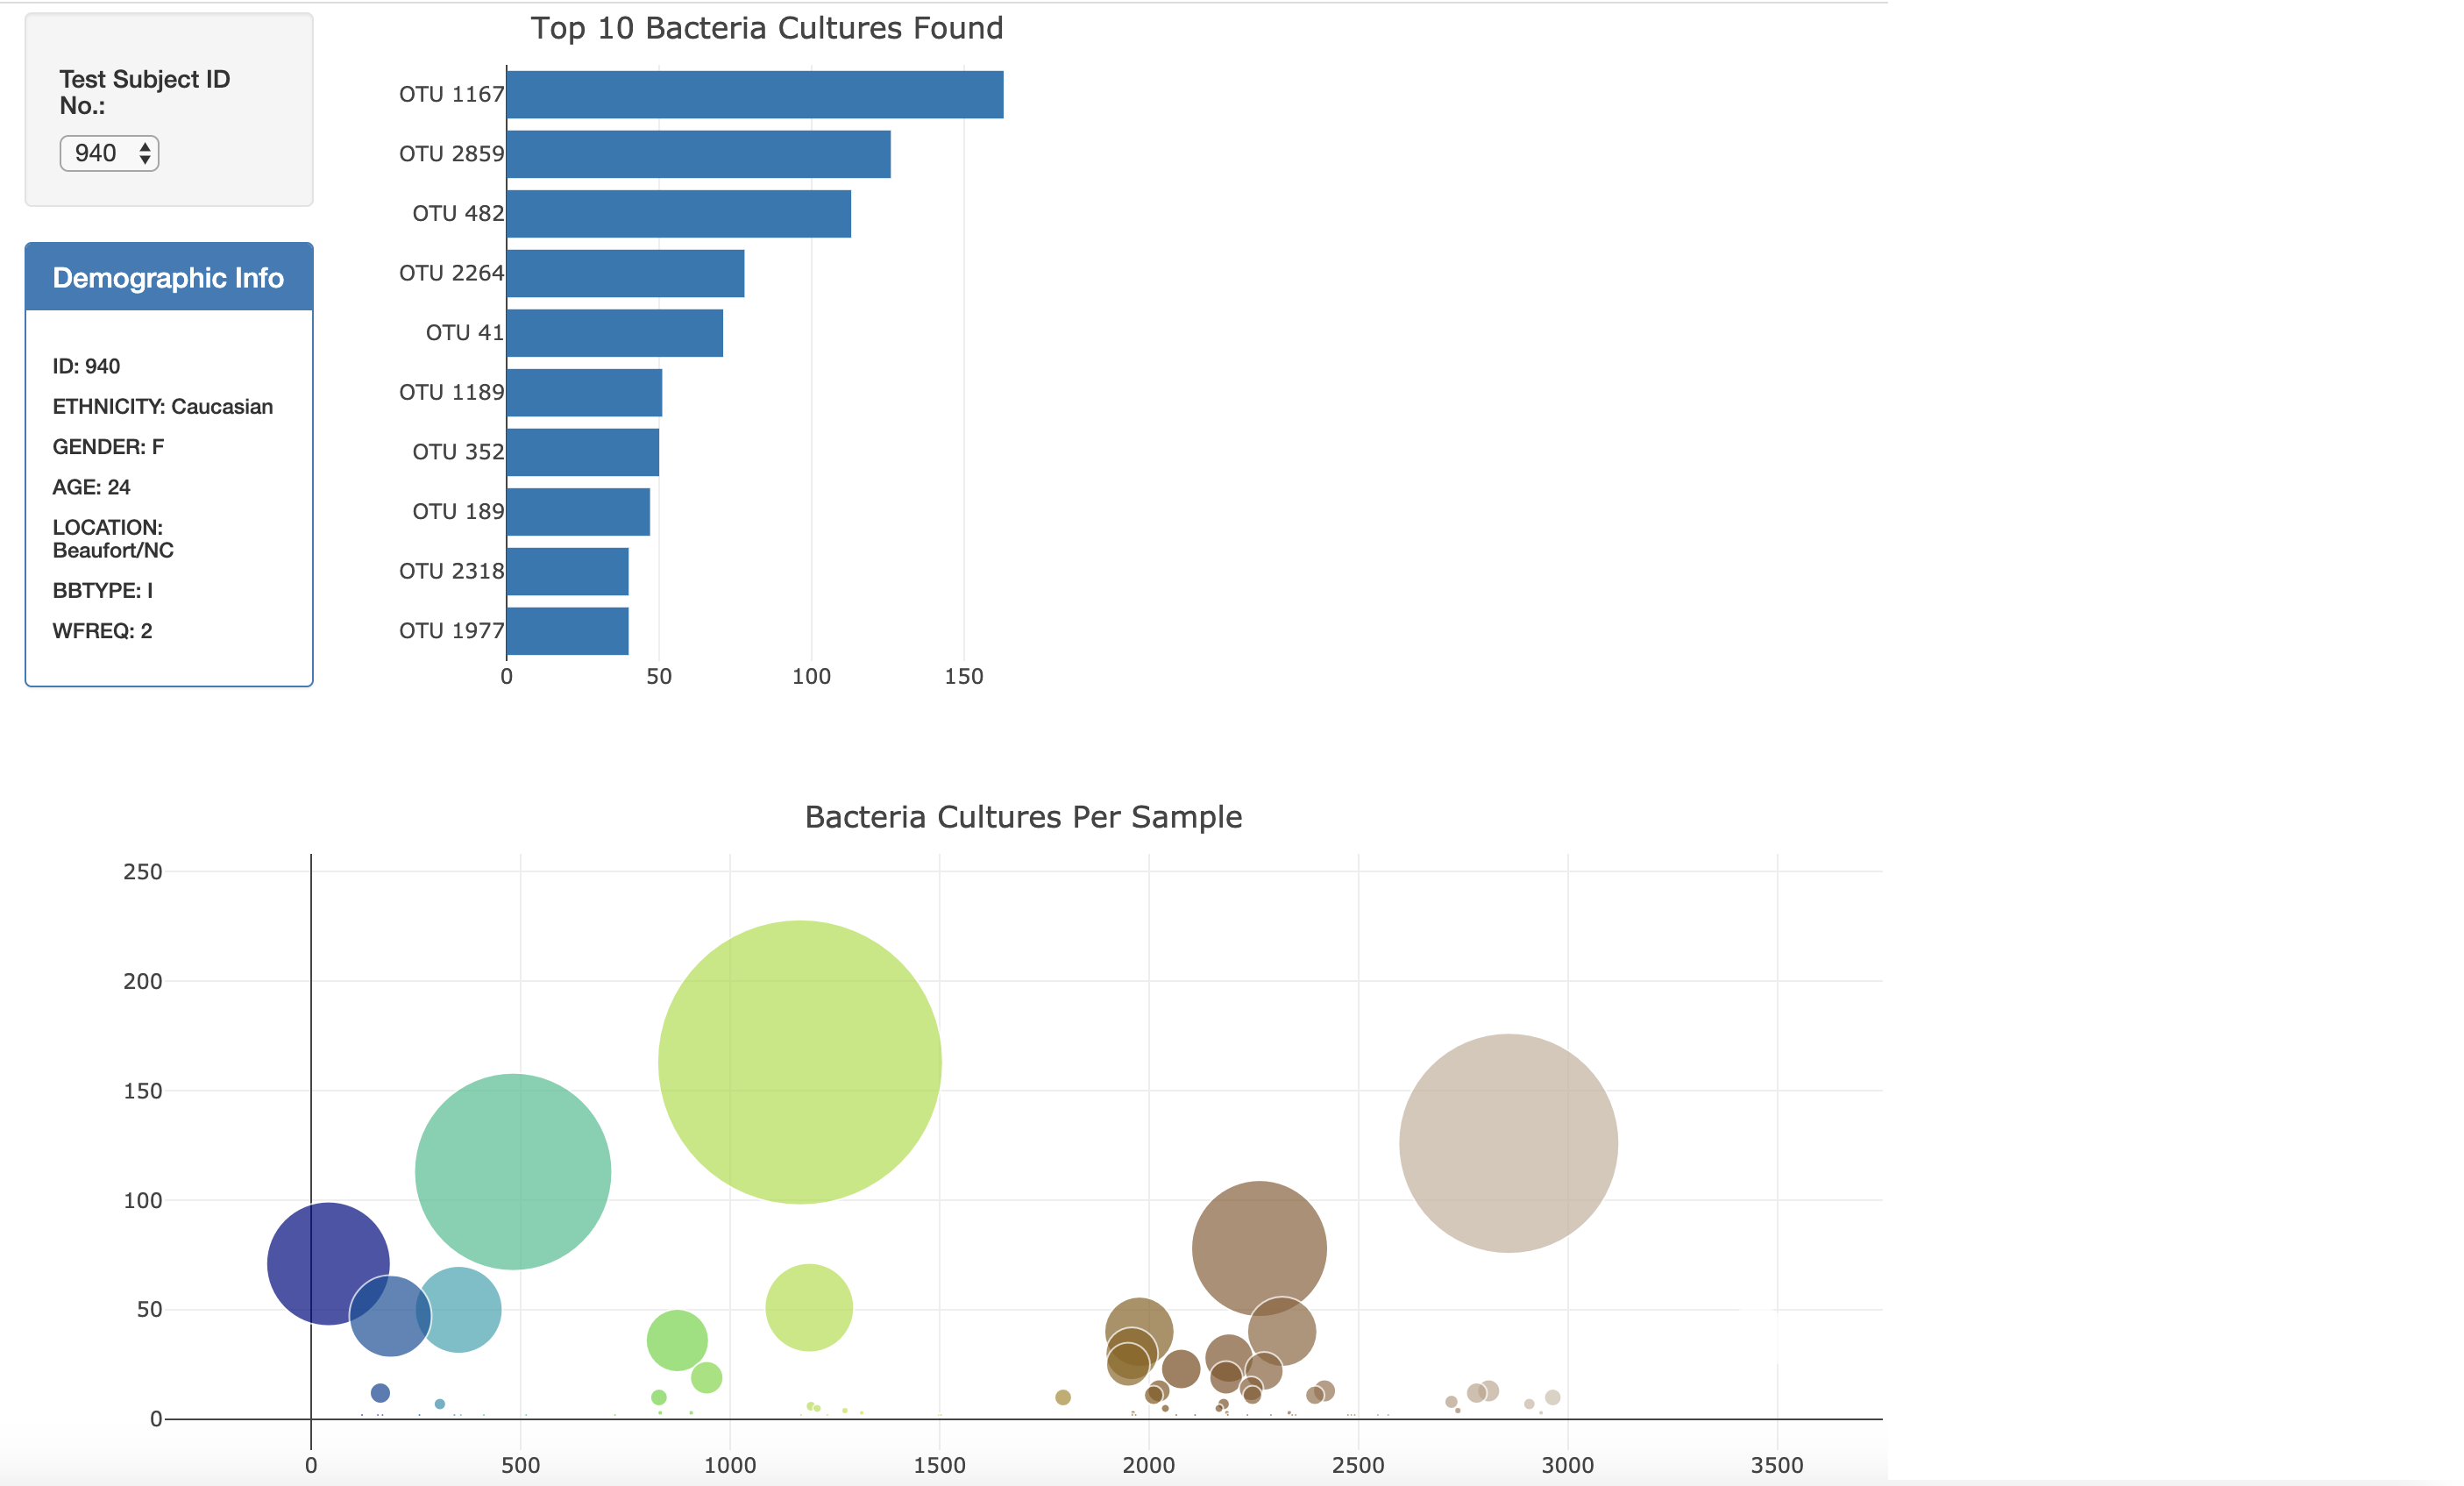 Test Subject ID
No.:
940
Demographic Info
ID: 940
ETHNICITY: Caucasian
GENDER: F
AGE: 24
LOCATION:
Beaufort/NC
BBTYPE: I
WFREQ: 2
Top 10 Bacteria Cultures Found
OTU 1167
OTU 2859
OTU 482
OTU 2264
OTU 41
OTU 1189
OTU 352
OTU 189
OTU 2318
OTU 1977
0 50 100 150
Bacteria Cultures Per Sample
250
200
150
100
50
0
0 500 1000 1500 2000 2500 3000 3500